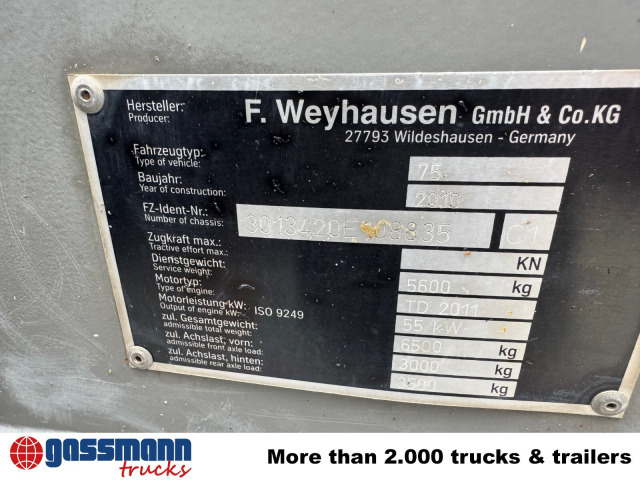 Hersteller: F. Weyhausen GmbH & Co.KG
Producer: 27793 Wildeshausen - Germany
Fahrzeugtyp: 75
Type of vehicle:
Baujahr: 2010
Year of construction:
FZ-Ident-Nr.: C1
Number of chassis:
Zugkraft max.: KN
Tractive effort max.:
Dienstgewicht: 5600 kg
Service weight:
Motortyp: TD 2011
Type of engine:
Motorleistung kW: ISO 9249 55 kW
Output of engine kW:
zul. Gesamtgewicht: 6500 kg
admissible total weight:
zul. Achslast, vorn: 3000 kg
admissible front axle load:
zul. Achslast, hinten: kg
admissible rear axle load:
gassmann
trucks
More than 2.000 trucks & trailers